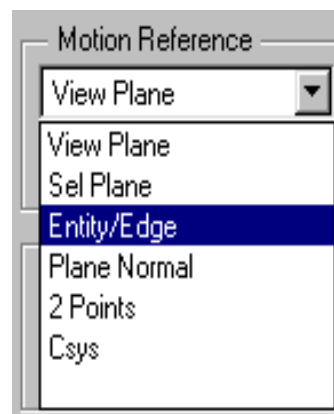 Motion Reference
View Plane
View Plane
Sel Plane
Entity/Edge
Plane Normal
2 Points
Csys